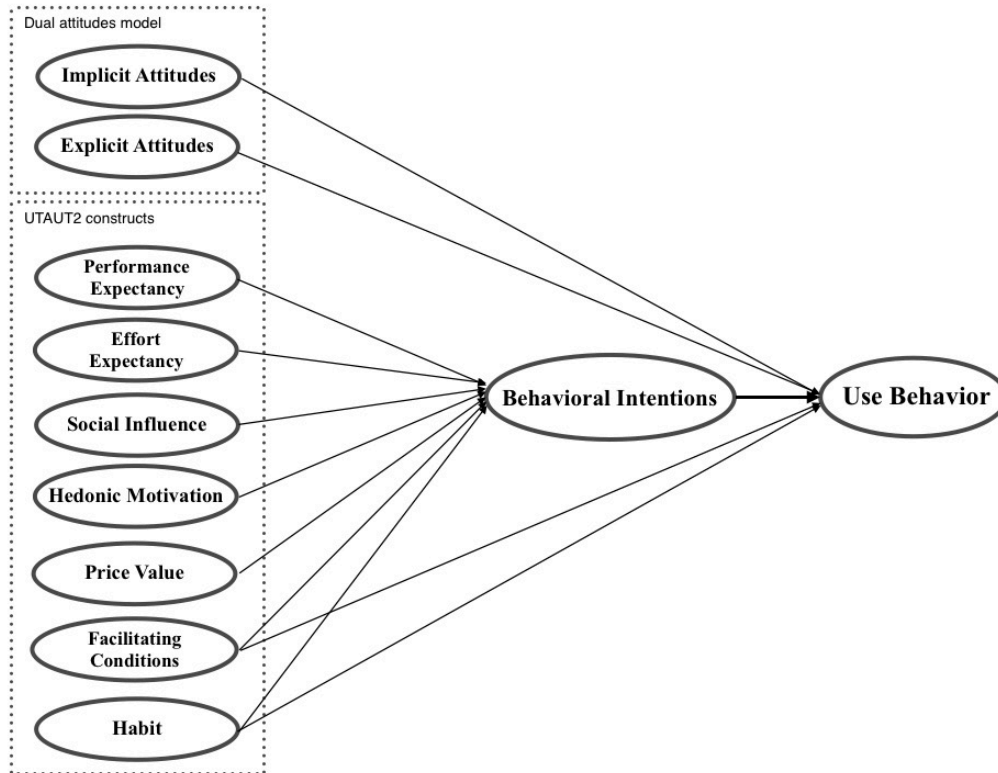 Dual attitudes model
Implicit Attitudes
Explicit Attitudes
UTAUT2 constructs
Performance
Expectancy
Effort
Expectancy
Social Influence
Hedonic Motivation
Price Value
Facilitating
Conditions
Habit
Behavioral Intentions
Use Behavior